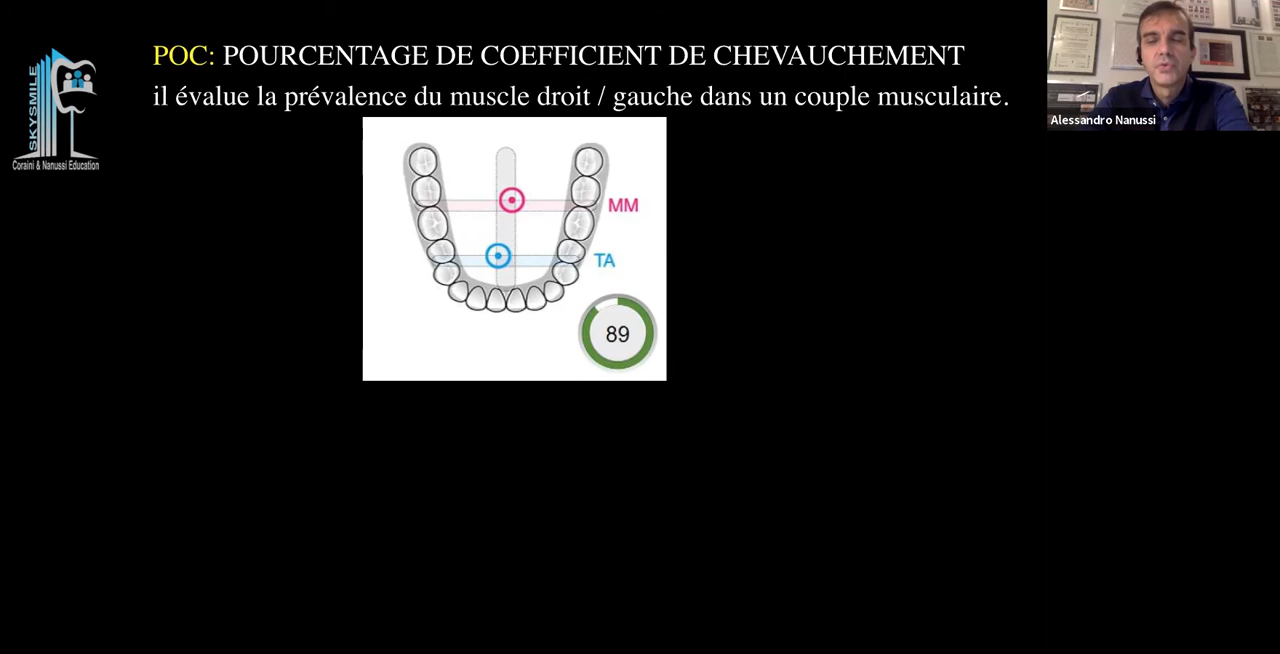 POC: POURCENTAGE DE COEFFICIENT DE CHEVAUCHEMENT
il évalue la prévalence du muscle droit / gauche dans un couple musculaire.
SKYSMILE
Coraini & Nanussi Education
Alessandro Nanussi
MM
TA
89